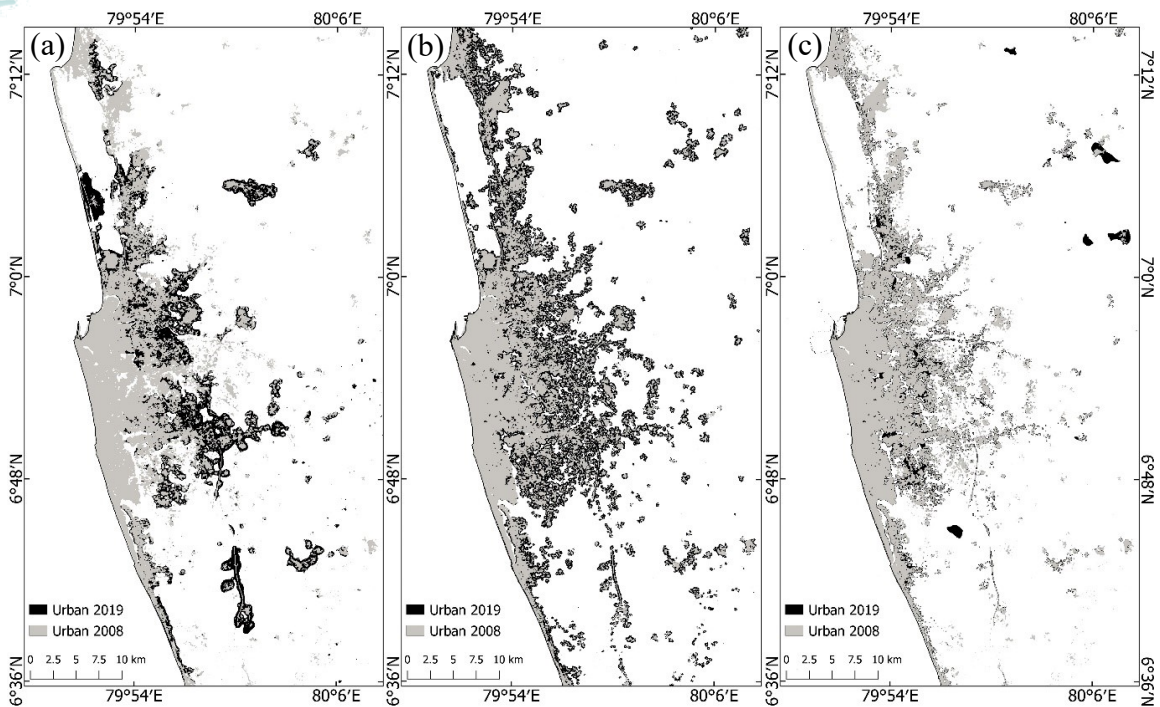 79°54′E 80°6′E 79°54′E 80°6′E 79°54′E 80°6′E
(a) (b) (c)
7°12′N 7°12′N 7°12′N 7°12′N
7°0′N 7°0′N 7°0′N 7°0′N
6°48′N 6°48′N 6°48′N 6°48′N
6°36′N 6°36′N 6°36′N 6°36′N
Urban 2019 Urban 2019 Urban 2019
Urban 2008 Urban 2008 Urban 2008
0 2.5 5 7.5 10 km 0 2.5 5 7.5 10 km 0 2.5 5 7.5 10 km
79°54′E 80°6′E 79°54′E 80°6′E 79°54′E 80°6′E